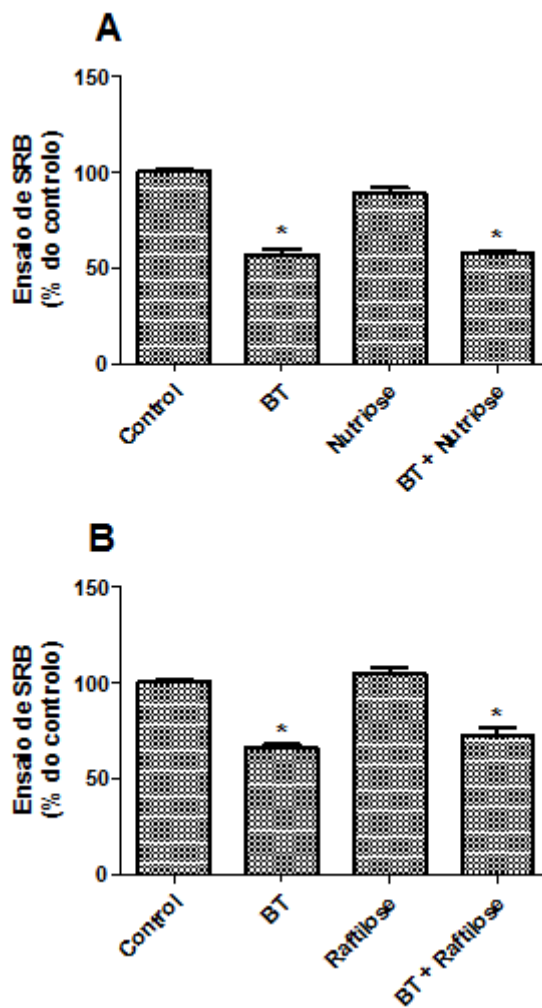 A
Ensaio de SRB
(% do controlo)
150
100
50
0
*
*
Control
BT
Nutriose
BT + Nutriose
B
Ensaio de SRB
(% do controlo)
150
100
50
0
*
*
Control
BT
Raftilose
BT + Raftilose